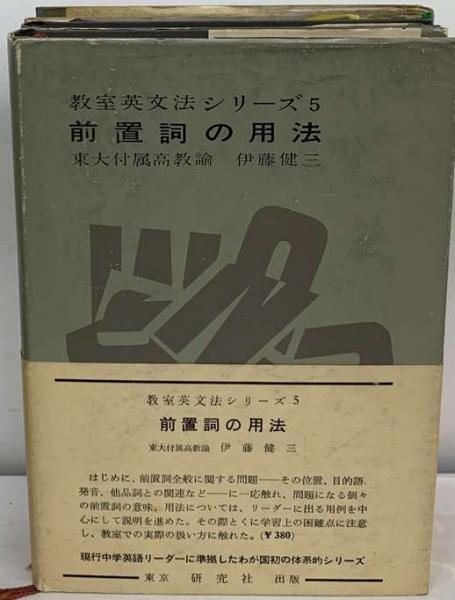 教室英文法シリーズ5
前置詞の用法
東大付属高教諭 伊藤健三
教室英文法シリーズ5
前置詞の用法
東大付属高教諭 伊藤健三
はじめに、前置詞全般に関する問題——その位置、目的語、
発音、他品詞との関連など——に一応触れ、問題になる個々
の前置詞の意味、用法については、リーダーに出る用例を中
心にして説明を進めた。その際とくに学習上の困難点に注意
し、教室での実際の扱い方に触れた。(¥380)
現行中学英語リーダーに準拠したわが国初の体系的シリーズ
東京 研究社 出版